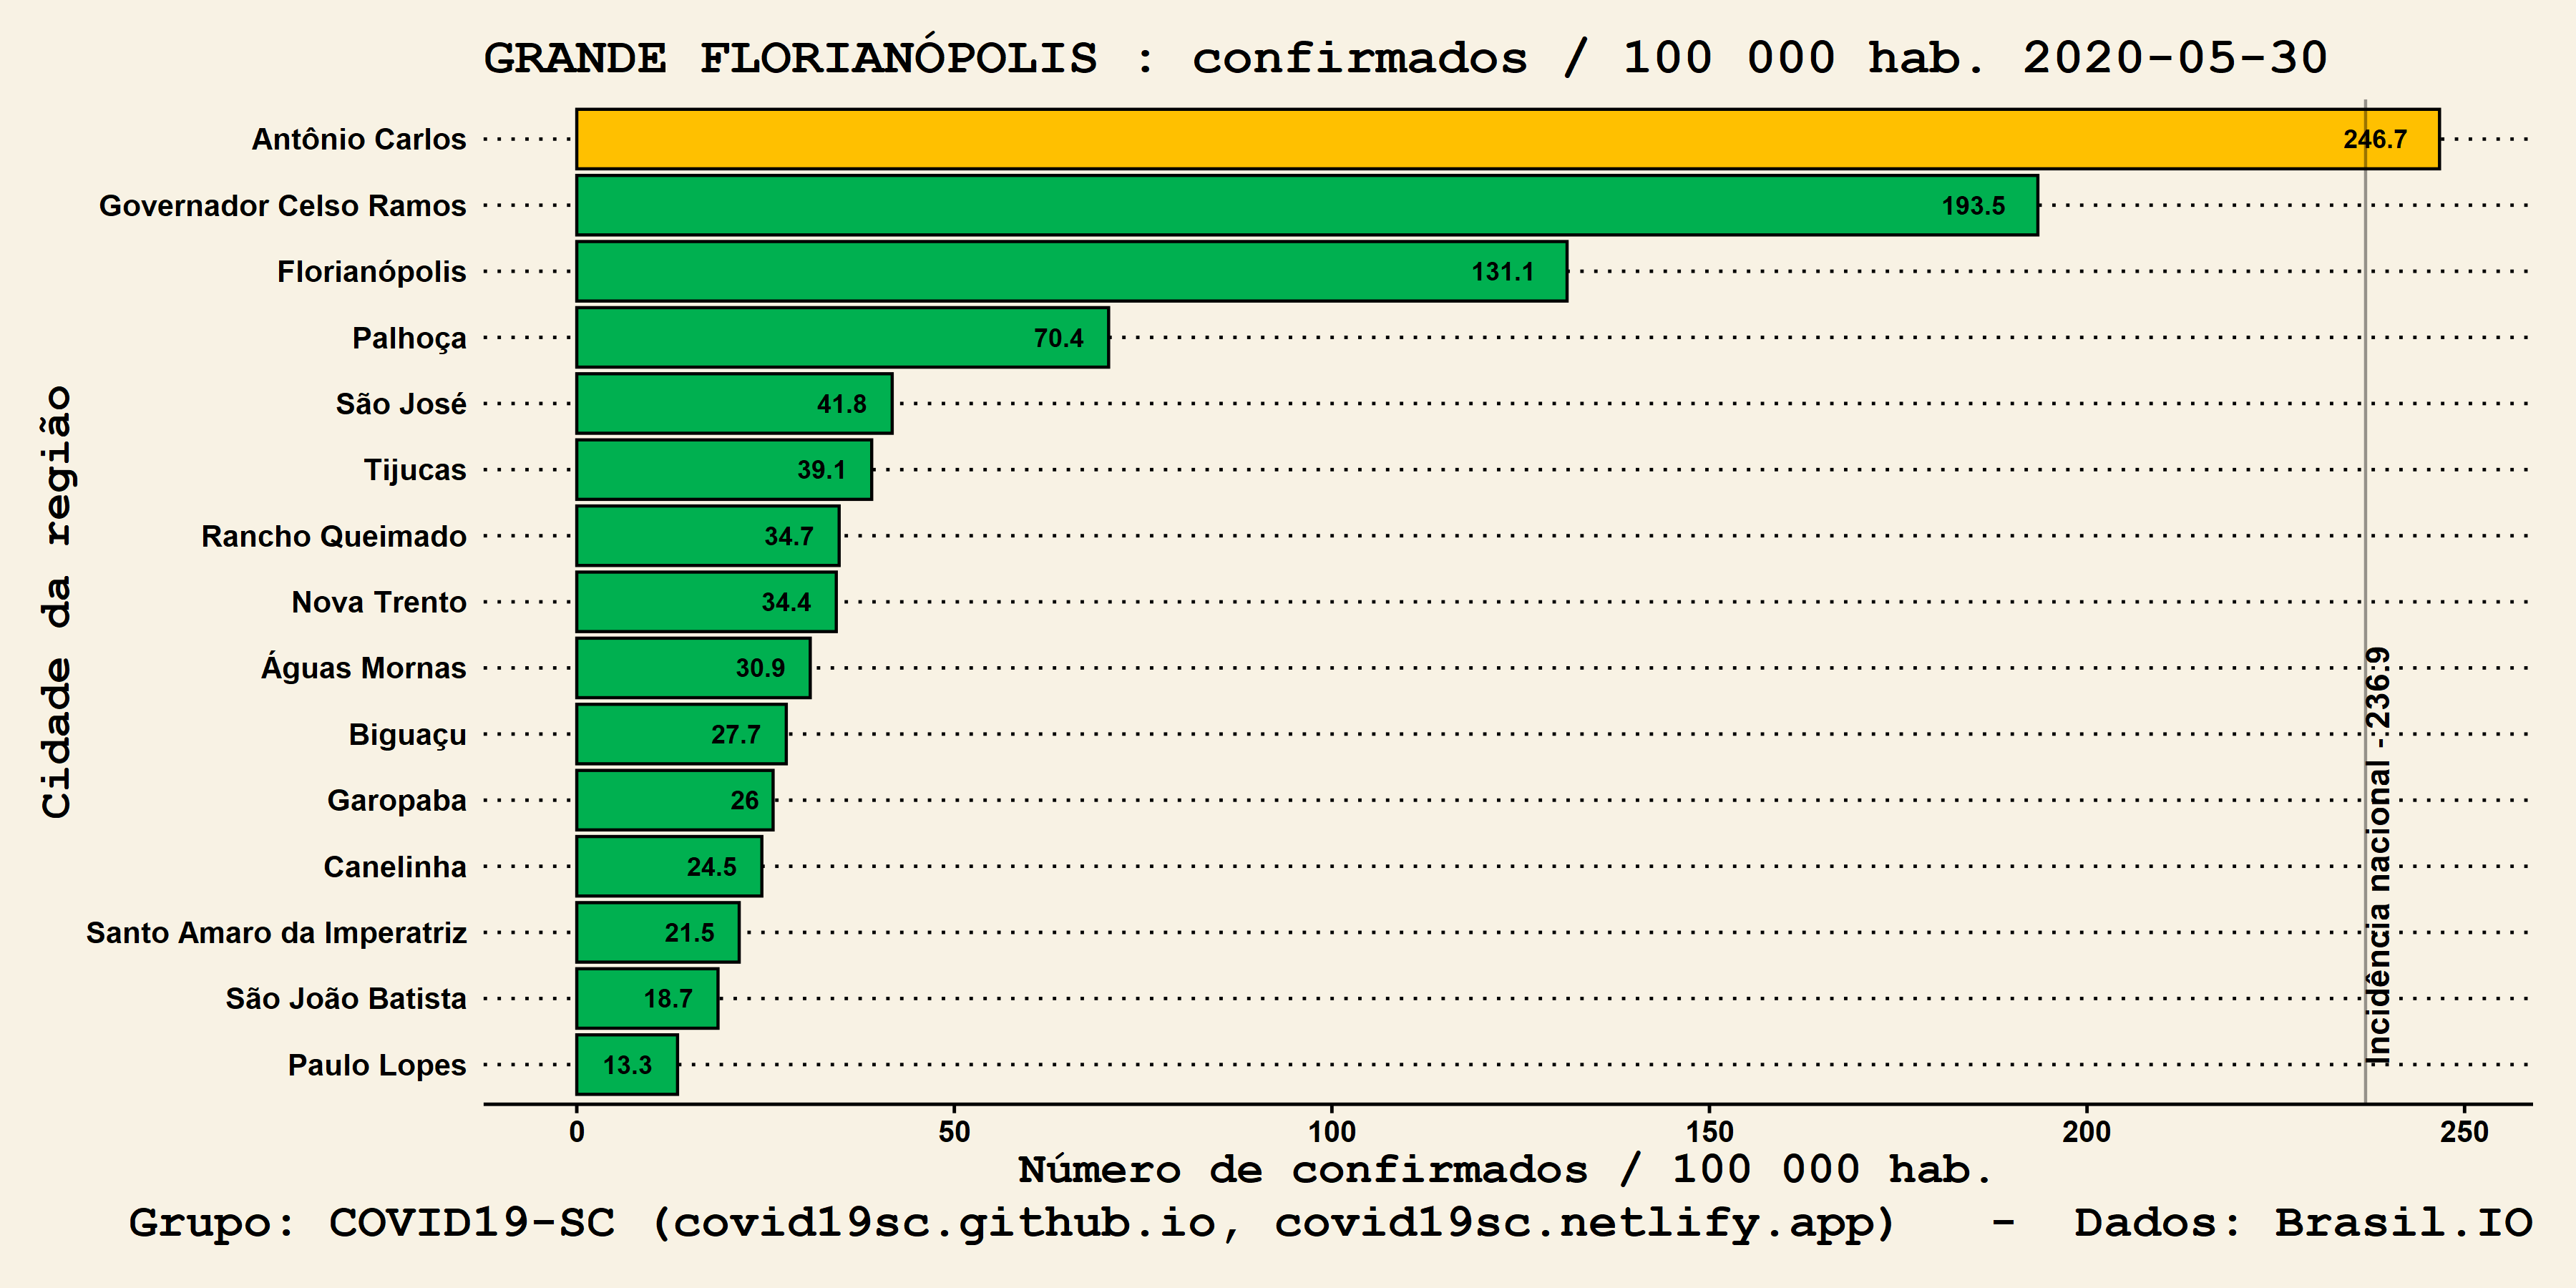 GRANDE FLORIANÓPOLIS : confirmados / 100 000 hab. 2020-05-30
Cidade da região
Antônio Carlos 246.7
Governador Celso Ramos 193.5
Florianópolis 131.1
Palhoça 70.4
São José 41.8
Tijucas 39.1
Rancho Queimado 34.7
Nova Trento 34.4
Águas Mornas 30.9
Biguaçu 27.7
Garopaba 26
Canelinha 24.5
Santo Amaro da Imperatriz 21.5
São João Batista 18.7
Paulo Lopes 13.3
Incidência nacional - 236.9
0 50 100 150 200 250
Número de confirmados / 100 000 hab.
Grupo: COVID19-SC (covid19sc.github.io, covid19sc.netlify.app) - Dados: Brasil.IO